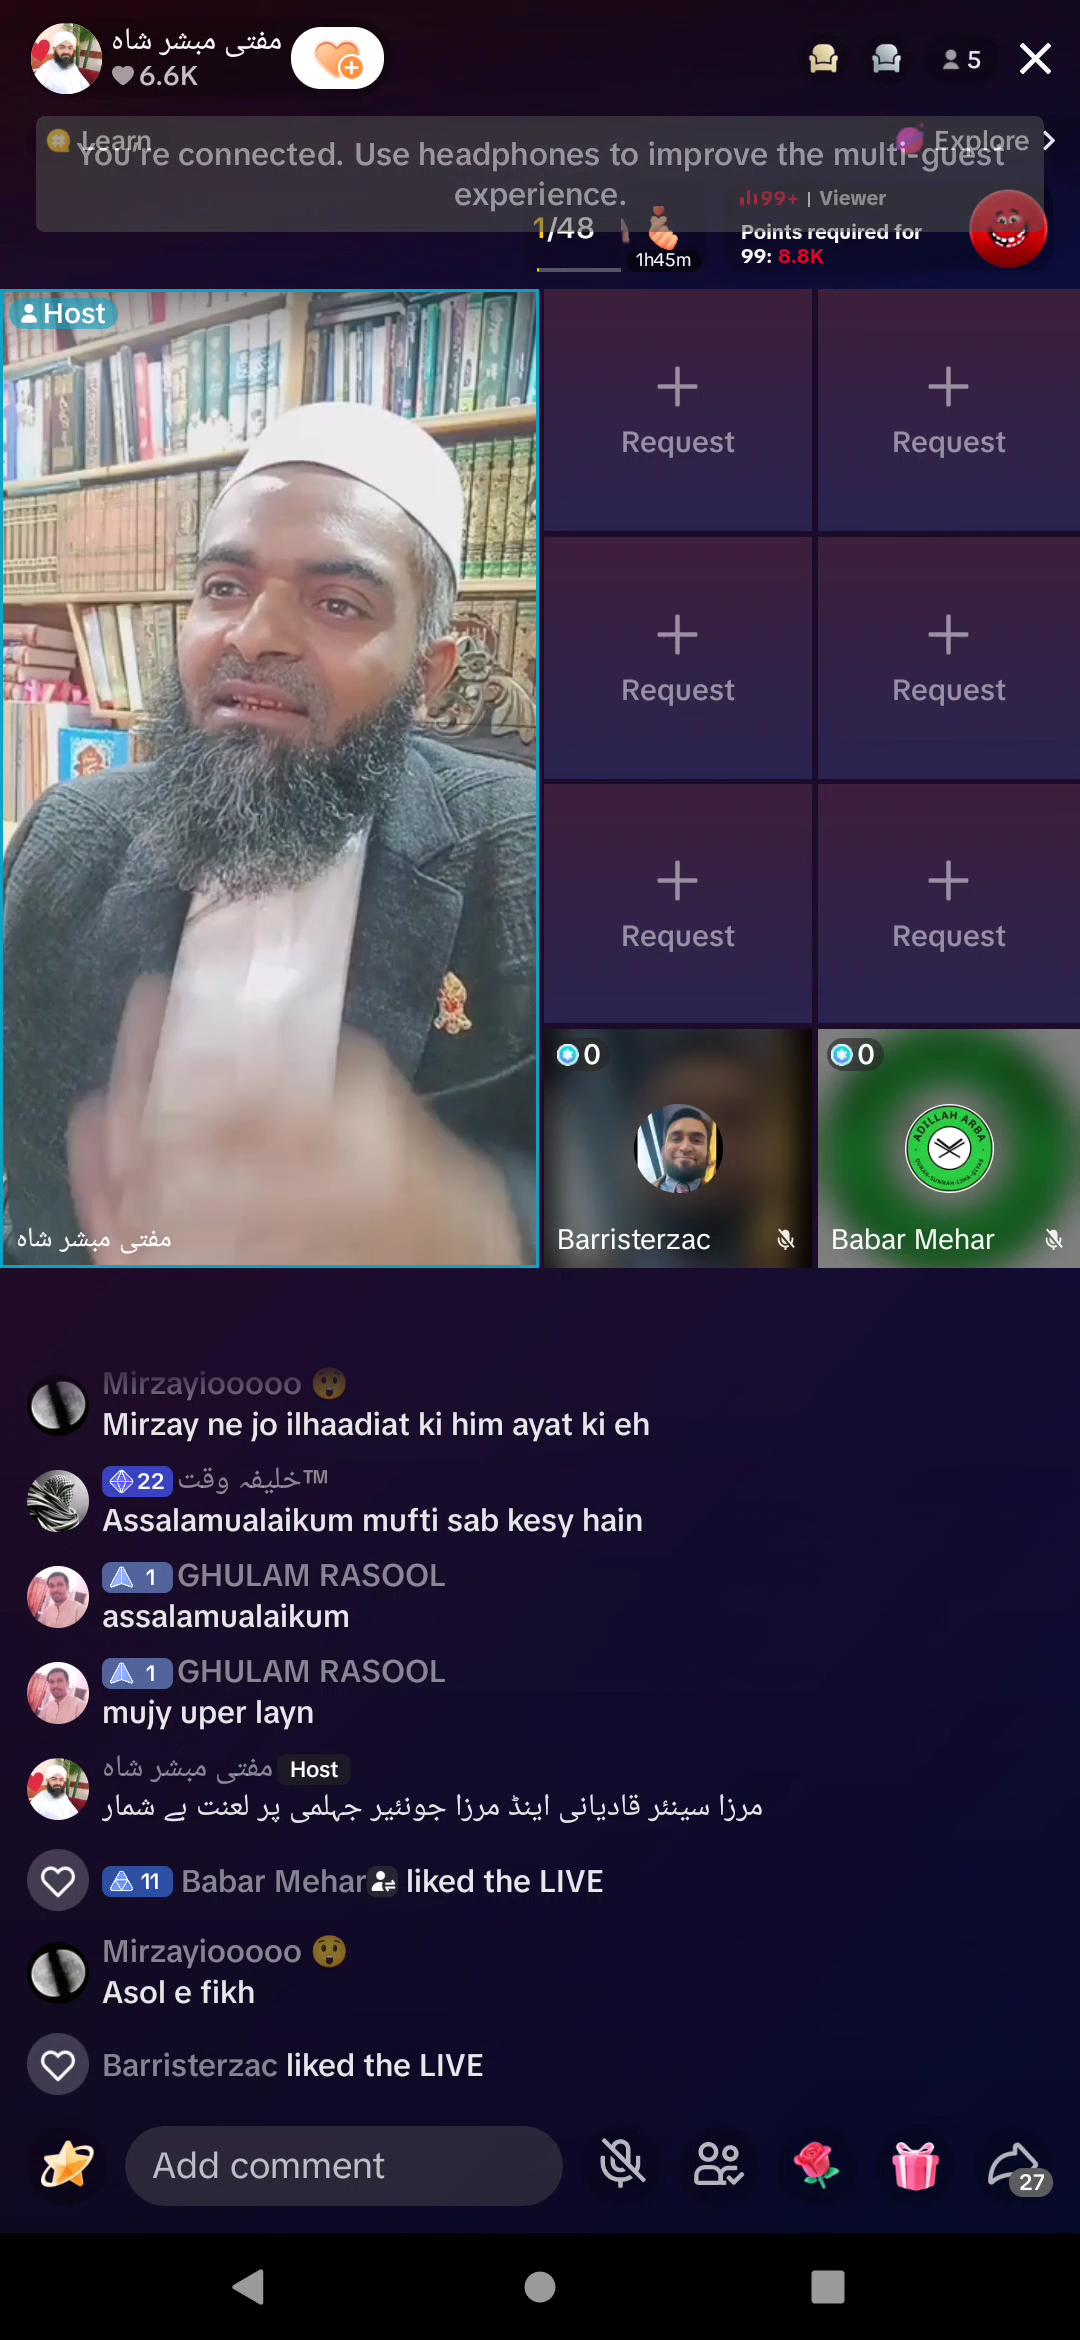 مفتی مبشر شاہ
6.6K
5
Learn
Explore
You're connected. Use headphones to improve the multi-guest
experience.
1/48
1h45m
99+ | Viewer
Points required for
99: 8.8K
Host
Request
Request
Request
Request
Request
Request
مفتی مبشر شاہ
0
Barristerzac
0
ADILLAH ARBA
Babar Mehar
Mirzayiooooo 😲
Mirzay ne jo ilhaadiat ki him ayat ki eh
22 خلیفہ وقت™
Assalamualaikum mufti sab kesy hain
1 GHULAM RASOOL
assalamualaikum
1 GHULAM RASOOL
mujy uper layn
مفتی مبشر شاہ Host
مرزا سینئر قادیانی اینڈ مرزا جونئیر جہلمی پر لعنت بے شمار
11 Babar Mehar liked the LIVE
Mirzayiooooo 😲
Asol e fikh
Barristerzac liked the LIVE
Add comment
27